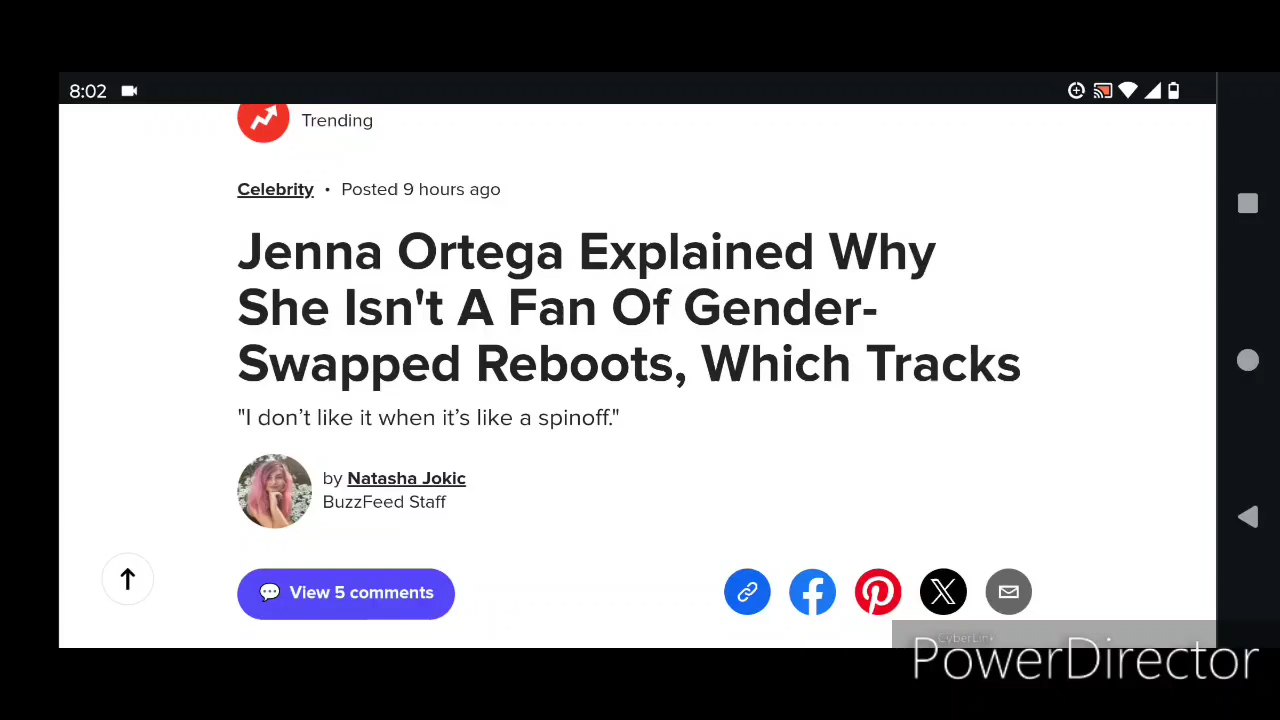 8:02
Trending
Celebrity • Posted 9 hours ago
Jenna Ortega Explained Why
She Isn't A Fan Of Gender-
Swapped Reboots, Which Tracks
"I don’t like it when it’s like a spinoff."
by Natasha Jokic
BuzzFeed Staff
View 5 comments
CyberLink
PowerDirector